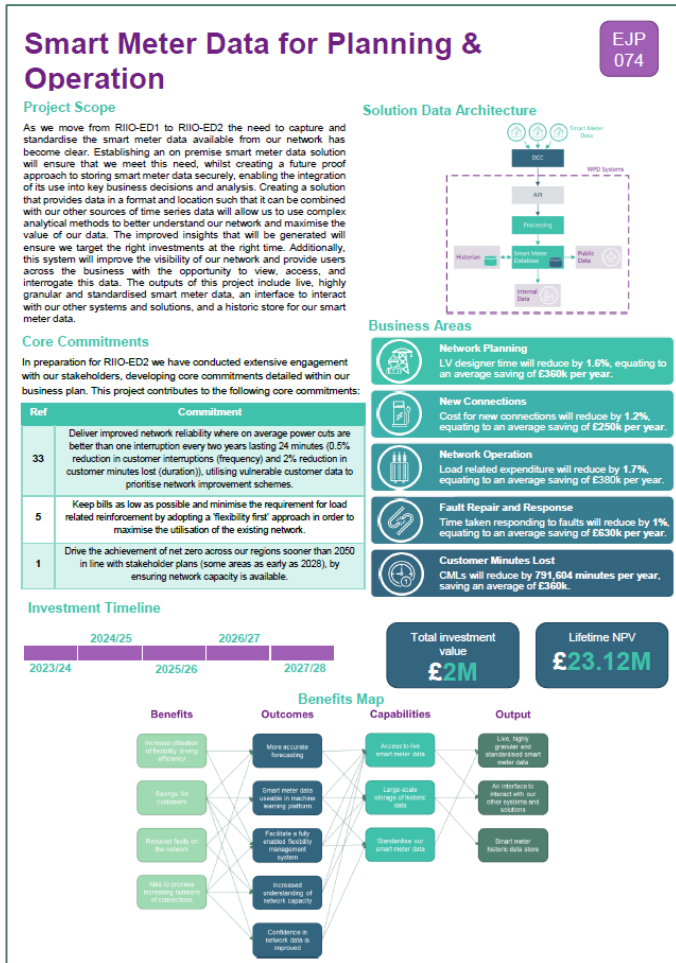 Smart Meter Data for Planning &
Operation
EJP
074
Project Scope
As we move from RIIO-ED1 to RIIO-ED2 the need to capture and
standardise the smart meter data available from our network has
become clear. Establishing an on premise smart meter data solution
will ensure that we meet this need, whilst creating a future proof
approach to storing smart meter data securely, enabling the integration
of its use into key business decisions and analysis. Creating a solution
that provides data in a format and location such that it can be combined
with our other sources of time series data will allow us to use complex
analytical methods to better understand our network and maximise the
value of our data. The improved insights that will be generated will
ensure we target the right investments at the right time. Additionally,
this system will improve the visibility of our network and provide users
across the business with the opportunity to view, access, and
interrogate this data. The outputs of this project include live, highly
granular and standardised smart meter data, an interface to interact
with our other systems and solutions, and a historic store for our smart
meter data.
Solution Data Architecture
Smart Meter
Data
DCC
WPD Systems
API
Processing
Historian
Smart Meter
Database
Public
Data
Internal
Data
Core Commitments
In preparation for RIIO-ED2 we have conducted extensive engagement
with our stakeholders, developing core commitments detailed within our
business plan. This project contributes to the following core commitments:
Ref
Commitment
33
Deliver improved network reliability where on average power cuts are
better than one interruption every two years lasting 24 minutes (0.5%
reduction in customer interruptions (frequency) and 2% reduction in
customer minutes lost (duration)), utilising vulnerable customer data to
prioritise network improvement schemes.
5
Keep bills as low as possible and minimise the requirement for load
related reinforcement by adopting a 'flexibility first' approach in order to
maximise the utilisation of the existing network.
1
Drive the achievement of net zero across our regions sooner than 2050
in line with stakeholder plans (some areas as early as 2028), by
ensuring network capacity is available.
Business Areas
Network Planning
LV designer time will reduce by 1.6%, equating to
an average saving of £360k per year.
New Connections
Cost for new connections will reduce by 1.2%,
equating to an average saving of £250k per year.
Network Operation
Load related expenditure will reduce by 1.7%,
equating to an average saving of £380k per year.
Fault Repair and Response
Time taken responding to faults will reduce by 1%,
equating to an average saving of £630k per year.
Customer Minutes Lost
CMLs will reduce by 791,604 minutes per year,
saving an average of £360k.
Investment Timeline
2024/25
2026/27
2023/24
2025/26
2027/28
Total investment
value
£2M
Lifetime NPV
£23.12M
Benefits Map
Benefits
Outcomes
Capabilities
Output
Increase utilisation
of flexibility driving
efficiency
More accurate
forecasting
Access to live
smart meter data
Live, highly
granular and
standardised smart
meter data
Savings for
customers
Smart meter data
useable in machine
learning platform
Large-scale
storage of historic
data
An interface to
interact with our
other systems and
solutions
Reduced faults on
the network
Facilitate a fully
enabled flexibility
management
system
Standardise our
smart meter data
Smart meter
historic data store
Able to process
increasing numbers
of connections
Increased
understanding of
network capacity
Confidence in
network data is
improved